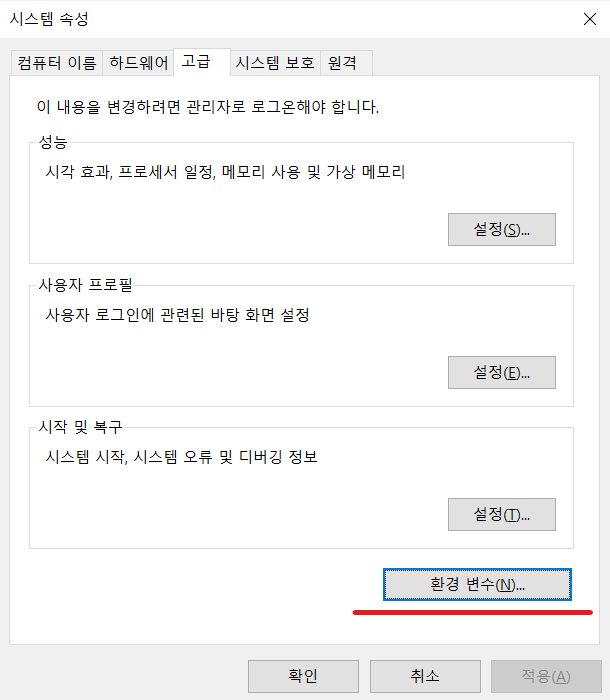 시스템 속성
컴퓨터 이름 하드웨어 고급 시스템 보호 원격
이 내용을 변경하려면 관리자로 로그온해야 합니다.
성능
시각 효과, 프로세서 일정, 메모리 사용 및 가상 메모리
설정(S)...
사용자 프로필
사용자 로그인에 관련된 바탕 화면 설정
설정(E)...
시작 및 복구
시스템 시작, 시스템 오류 및 디버깅 정보
설정(T)...
환경 변수(N)...
확인 취소 적용(A)